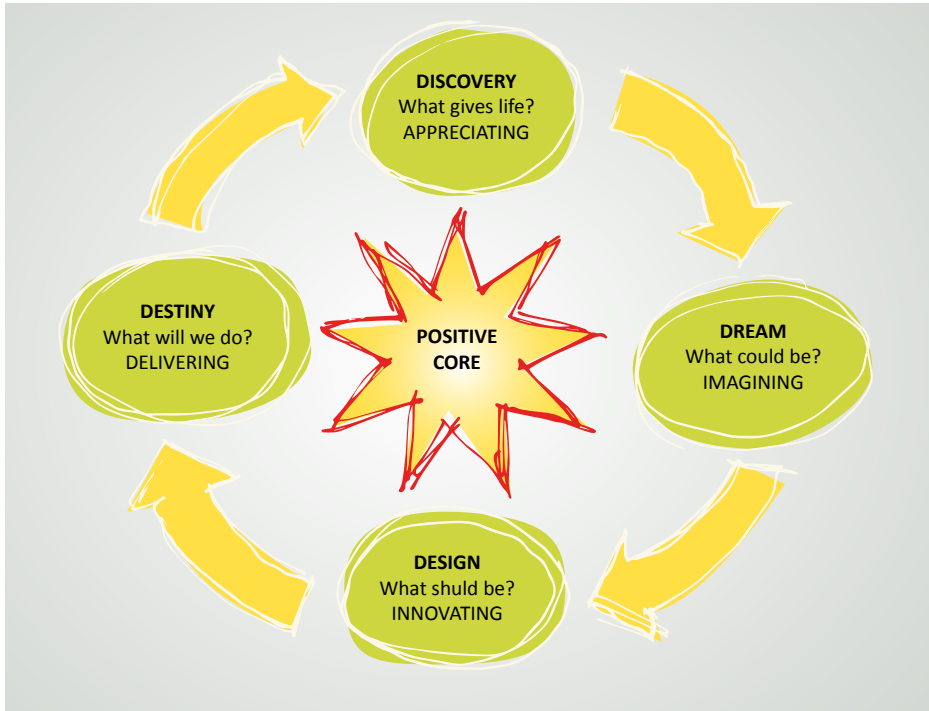 DISCOVERY
What gives life?
APPRECIATING
DESTINY
What will we do?
DELIVERING
POSITIVE
CORE
DREAM
What could be?
IMAGINING
DESIGN
What shuld be?
INNOVATING